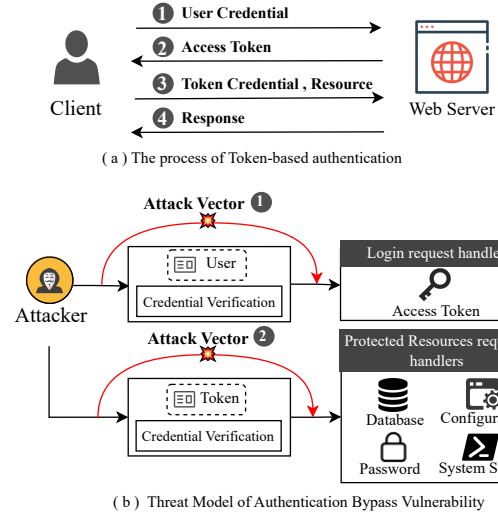 1 User Credential
2 Access Token
3 Token Credential , Resource
4 Response
Client
Web Server
( a ) The process of Token-based authentication
Attack Vector 1
User
Credential Verification
Login request handle
Access Token
Attacker
Attack Vector 2
Token
Credential Verification
Protected Resources requ
handlers
Database
Configura
Password
System S
( b ) Threat Model of Authentication Bypass Vulnerability